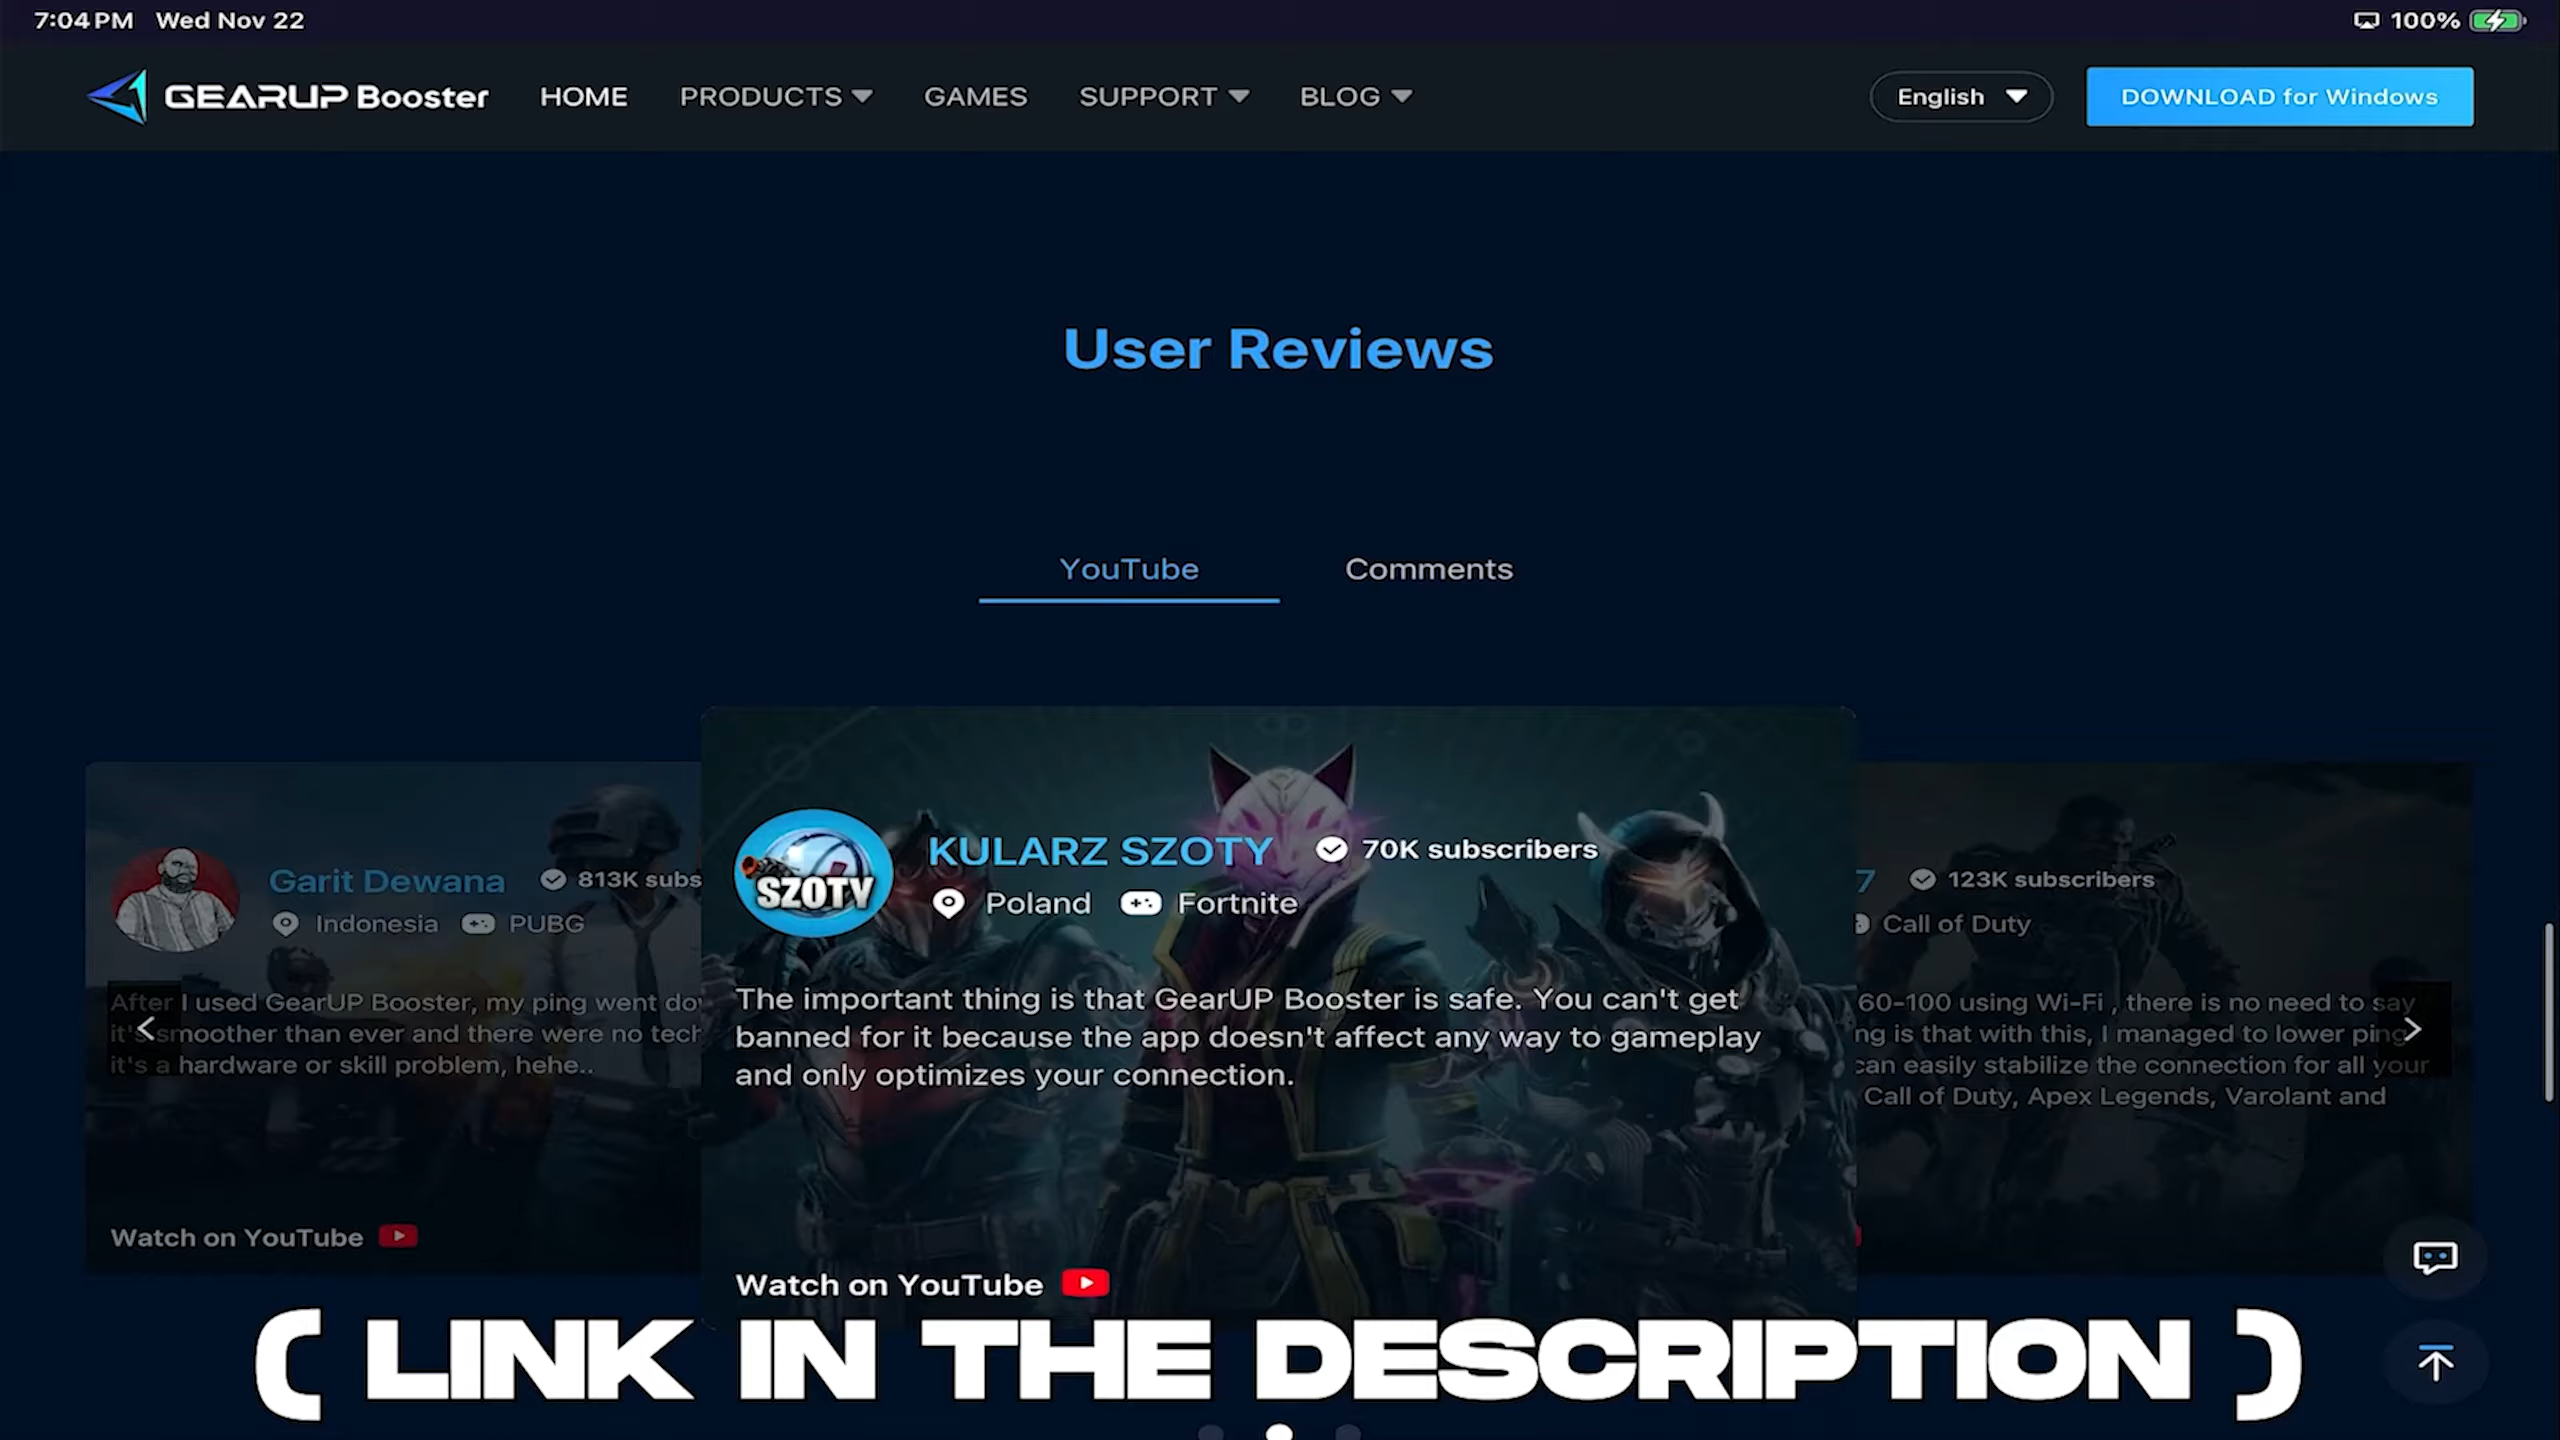 7:04 PM Wed Nov 22
100%
GEARUP Booster
HOME
PRODUCTS
GAMES
SUPPORT
BLOG
English
DOWNLOAD for Windows
User Reviews
YouTube
Comments
Garit Dewana
813K subs
Indonesia
PUBG
After I used GearUP Booster, my ping went do
it's smoother than ever and there were no tech
it's a hardware or skill problem, hehe..
Watch on YouTube
SZOTY
KULARZ SZOTY
70K subscribers
Poland
Fortnite
The important thing is that GearUP Booster is safe. You can't get
banned for it because the app doesn't affect any way to gameplay
and only optimizes your connection.
Watch on YouTube
7
123K subscribers
Call of Duty
60-100 using Wi-Fi , there is no need to say
ng is that with this, I managed to lower ping
can easily stabilize the connection for all your
Call of Duty, Apex Legends, Varolant and
( LINK IN THE DESCRIPTION )